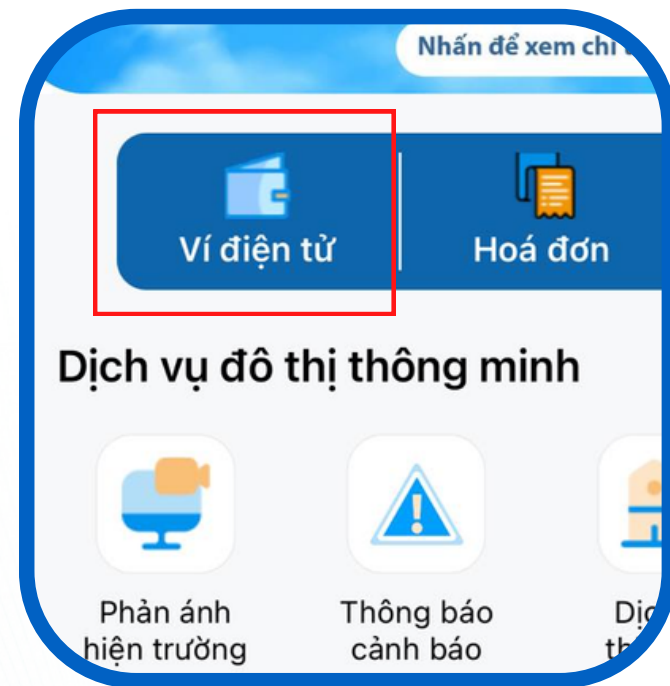 Nhấn để xem chi
Ví điện tử
Hoá đơn
Dịch vụ đô thị thông minh
Phản ánh
hiện trường
Thông báo
cảnh báo